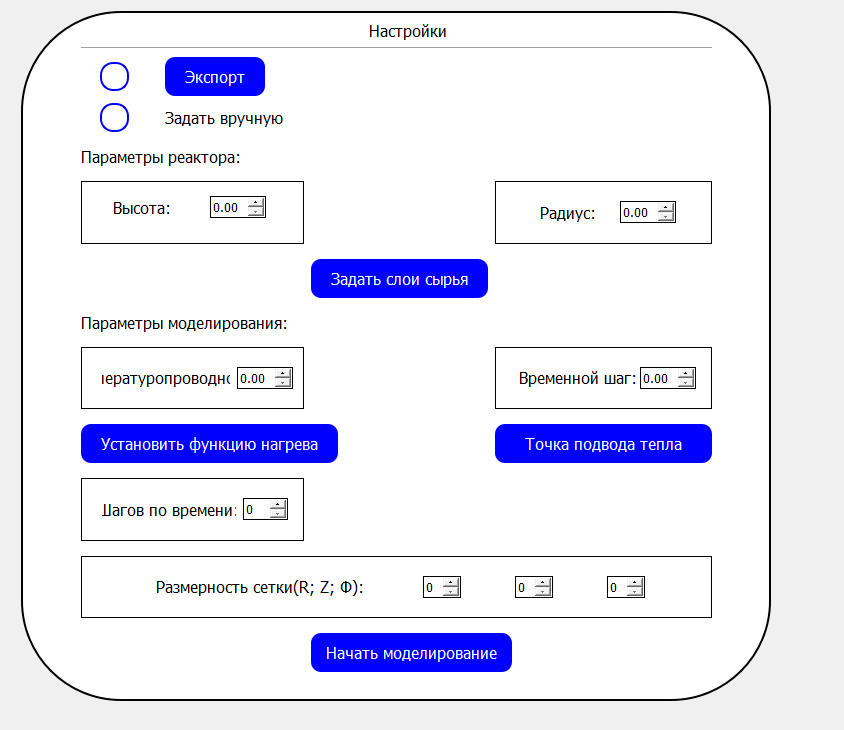 Настройки
Экспорт
Задать вручную
Параметры реактора:
Высота: 0.00 Радиус: 0.00
Задать слои сырья
Параметры моделирования:
пературопроводно 0.00 Временной шаг: 0.00
Установить функцию нагрева Точка подвода тепла
Шагов по времени: 0
Размерность сетки(R; Z; Ф): 0 0 0
Начать моделирование